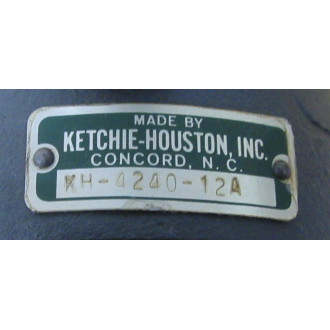 MADE BY
KETCHIE-HOUSTON, INC.
CONCORD, N. C.
KH-4240-12A